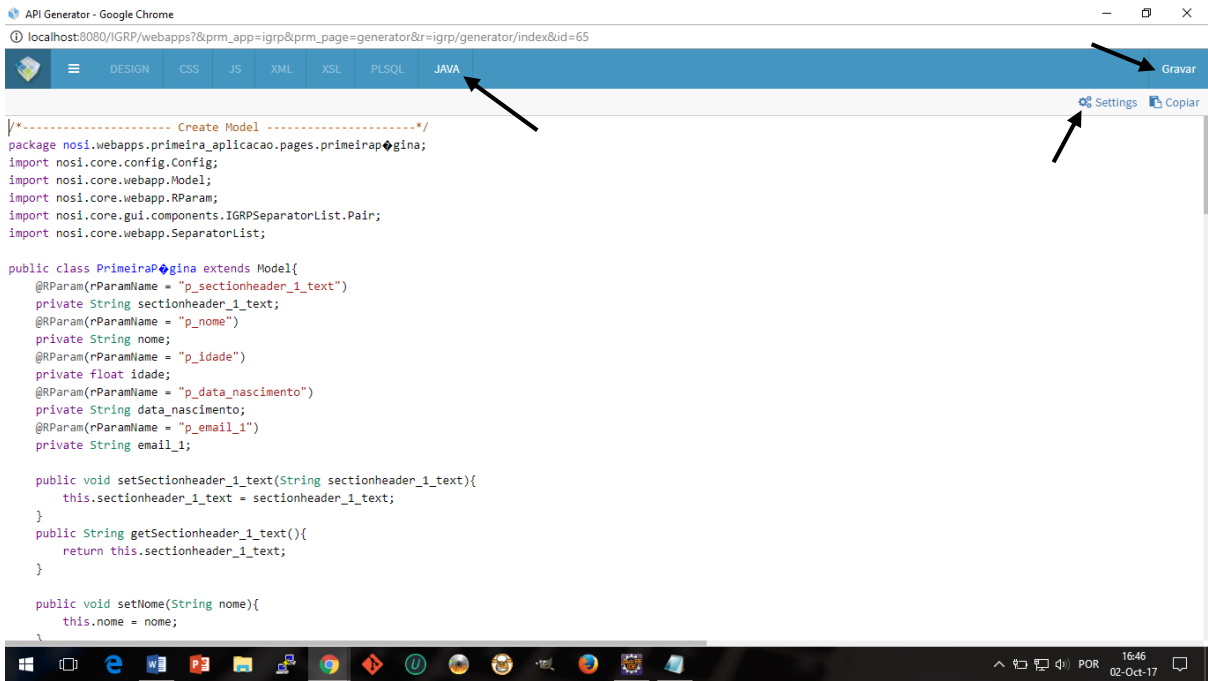 API Generator - Google Chrome
localhost:8080/IGRP/webapps?&prm_app=igrp&prm_page=generator&r=igrp/generator/index&id=65
DESIGN CSS JS XML XSL PLSQL JAVA Gravar
Settings Copiar
/*---------------------- Create Model ----------------------*/
package nosi.webapps.primeira_aplicacao.pages.primeirap�gina;
import nosi.core.config.Config;
import nosi.core.webapp.Model;
import nosi.core.webapp.RParam;
import nosi.core.gui.components.IGRPSeparatorList.Pair;
import nosi.core.webapp.SeparatorList;
public class PrimeiraP�gina extends Model{
@RParam(rParamName = "p_sectionheader_1_text")
private String sectionheader_1_text;
@RParam(rParamName = "p_nome")
private String nome;
@RParam(rParamName = "p_idade")
private float idade;
@RParam(rParamName = "p_data_nascimento")
private String data_nascimento;
@RParam(rParamName = "p_email_1")
private String email_1;
public void setSectionheader_1_text(String sectionheader_1_text){
this.sectionheader_1_text = sectionheader_1_text;
}
public String getSectionheader_1_text(){
return this.sectionheader_1_text;
}
public void setNome(String nome){
this.nome = nome;
}
POR 16:46
02-Oct-17